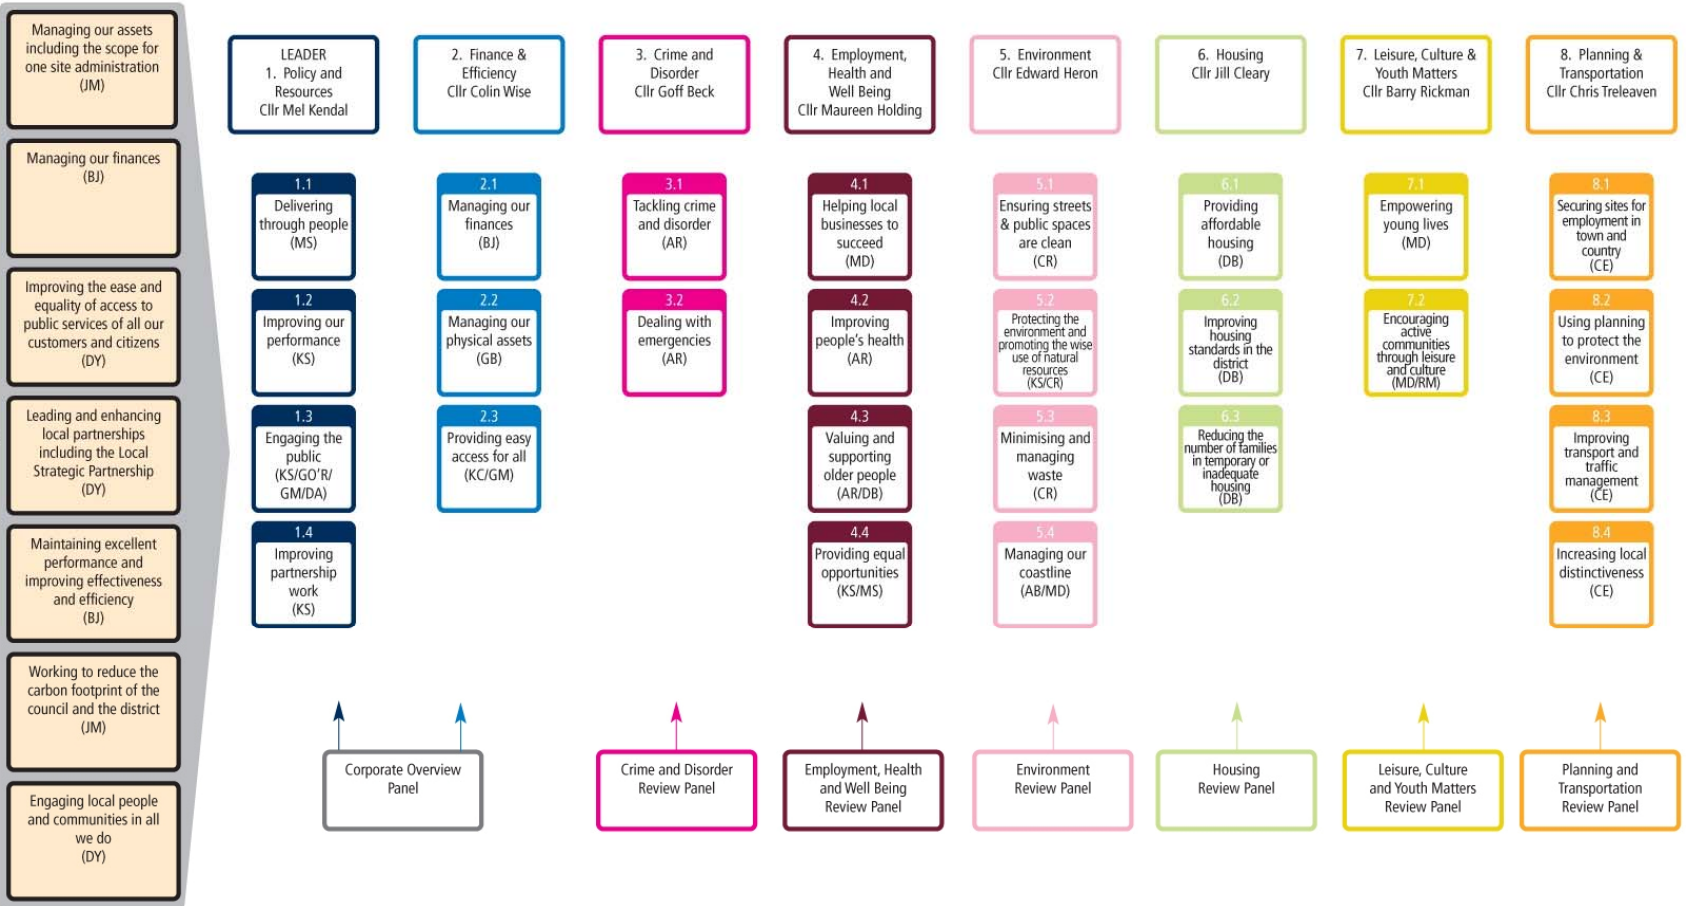 Managing our assets
including the scope for
one site administration
(JM)
Managing our finances
(BJ)
Improving the ease and
equality of access to
public services of all our
customers and citizens
(DY)
Leading and enhancing
local partnerships
including the Local
Strategic Partnership
(DY)
Maintaining excellent
performance and
improving effectiveness
and efficiency
(BJ)
Working to reduce the
carbon footprint of the
council and the district
(JM)
Engaging local people
and communities in all
we do
(DY)
LEADER
1. Policy and
Resources
Cllr Mel Kendal
1.1
Delivering
through people
(MS)
1.2
Improving our
performance
(KS)
1.3
Engaging the
public
(KS/GO'R/
GM/DA)
1.4
Improving
partnership
work
(KS)
2. Finance &
Efficiency
Cllr Colin Wise
2.1
Managing our
finances
(BJ)
2.2
Managing our
physical assets
(GB)
2.3
Providing easy
access for all
(KC/GM)
Corporate Overview
Panel
3. Crime and
Disorder
Cllr Goff Beck
3.1
Tackling crime
and disorder
(AR)
3.2
Dealing with
emergencies
(AR)
Crime and Disorder
Review Panel
4. Employment,
Health and
Well Being
Cllr Maureen Holding
4.1
Helping local
businesses to
succeed
(MD)
4.2
Improving
people's health
(AR)
4.3
Valuing and
supporting
older people
(AR/DB)
4.4
Providing equal
opportunities
(KS/MS)
Employment, Health
and Well Being
Review Panel
5. Environment
Cllr Edward Heron
5.1
Ensuring streets
& public spaces
are clean
(CR)
5.2
Protecting the
environment and
promoting the wise
use of natural
resources
(KS/CR)
5.3
Minimising and
managing
waste
(CR)
5.4
Managing our
coastline
(AB/MD)
Environment
Review Panel
6. Housing
Cllr Jill Cleary
6.1
Providing
affordable
housing
(DB)
6.2
Improving
housing
standards in the
district
(DB)
6.3
Reducing the
number of families
in temporary or
inadequate
housing
(DB)
Housing
Review Panel
7. Leisure, Culture &
Youth Matters
Cllr Barry Rickman
7.1
Empowering
young lives
(MD)
7.2
Encouraging
active
communities
through leisure
and culture
(MD/RM)
Leisure, Culture
and Youth Matters
Review Panel
8. Planning &
Transportation
Cllr Chris Treleaven
8.1
Securing sites for
employment in
town and
country
(CE)
8.2
Using planning
to protect the
environment
(CE)
8.3
Improving
transport and
traffic
management
(CE)
8.4
Increasing local
distinctiveness
(CE)
Planning and
Transportation
Review Panel